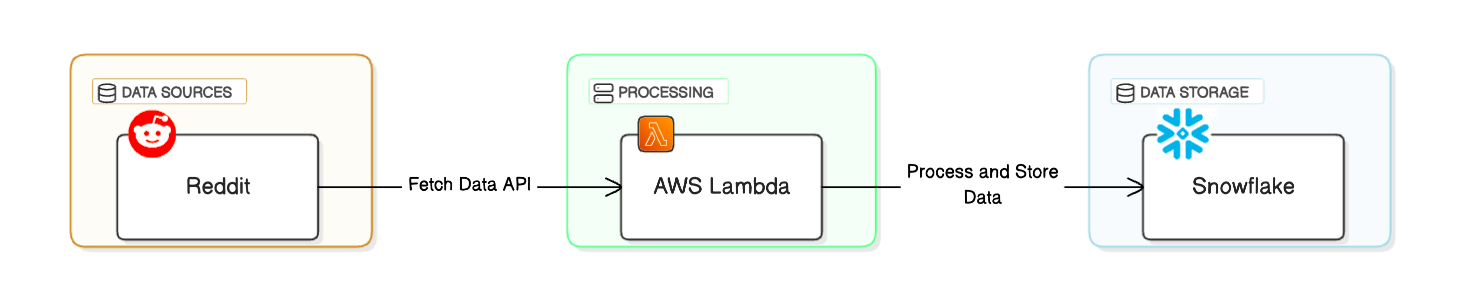 DATA SOURCES
Reddit
Fetch Data API
PROCESSING
AWS Lambda
Process and Store
Data
DATA STORAGE
Snowflake